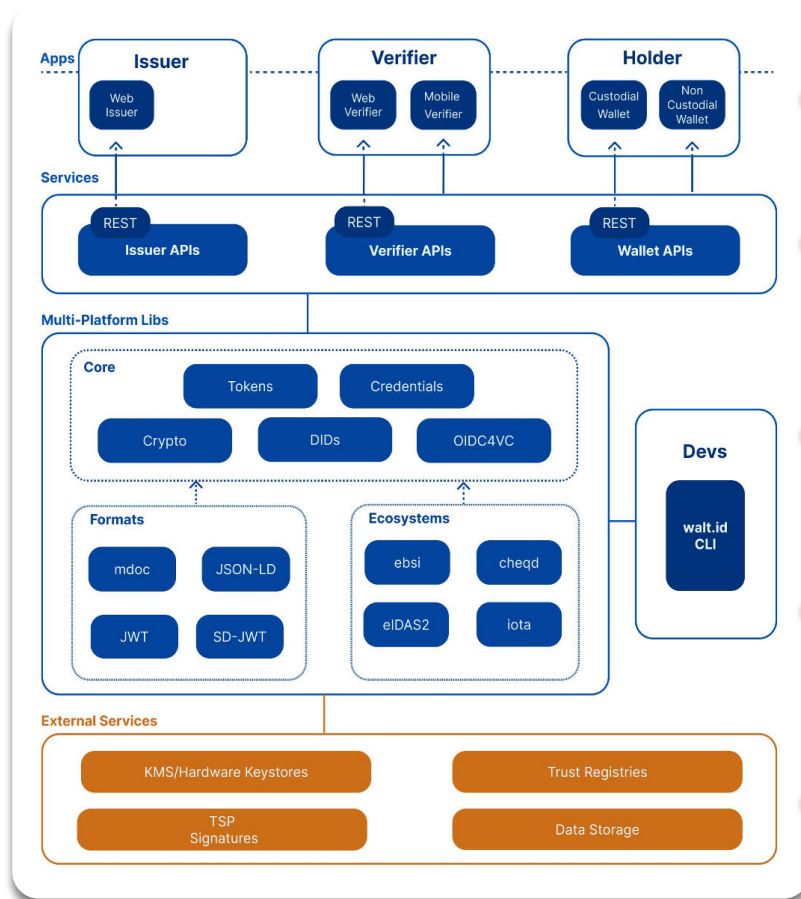 Apps
Issuer
Verifier
Holder
Web
Issuer
Web
Verifier
Mobile
Verifier
Custodial
Wallet
Non
Custodial
Wallet
Services
REST
REST
REST
Issuer APIs
Verifier APIs
Wallet APIs
Multi-Platform Libs
Core
Tokens
Credentials
Crypto
DIDs
OIDC4VC
Devs
walt.id
CLI
Formats
mdoc
JSON-LD
JWT
SD-JWT
Ecosystems
ebsi
cheqd
eIDAS2
iota
External Services
KMS/Hardware Keystores
Trust Registries
TSP
Signatures
Data Storage